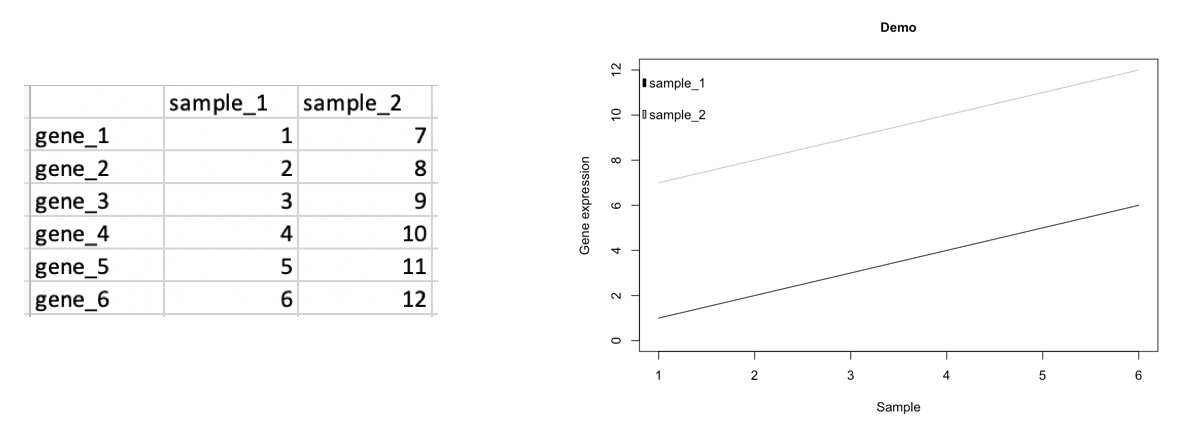 sample_1 sample_2
gene_1 1 7
gene_2 2 8
gene_3 3 9
gene_4 4 10
gene_5 5 11
gene_6 6 12
Demo
sample_1
sample_2
Gene expression
12
10
8
6
4
2
0
1 2 3 4 5 6
Sample